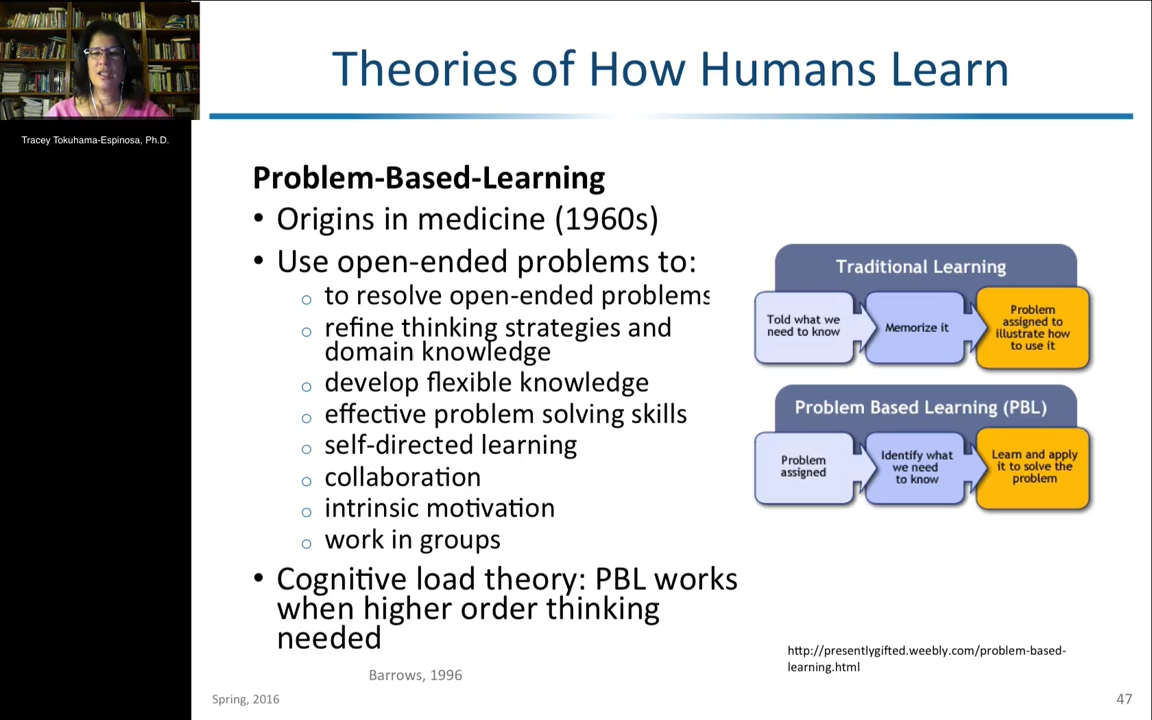 Theories of How Humans Learn
Tracey Tokuhama-Espinosa, Ph.D.
Problem-Based-Learning
• Origins in medicine (1960s)
• Use open-ended problems to:
o to resolve open-ended problems
o refine thinking strategies and
domain knowledge
o develop flexible knowledge
o effective problem solving skills
o self-directed learning
o collaboration
o intrinsic motivation
o work in groups
• Cognitive load theory: PBL works
when higher order thinking
needed
Traditional Learning
Told what we
need to know
Memorize it
Problem
assigned to
illustrate how
to use it
Problem Based Learning (PBL)
Problem
assigned
Identify what
we need
to know
Learn and apply
it to solve the
problem
http://presentlygifted.weebly.com/problem-based-
learning.html
Barrows, 1996
Spring, 2016
47